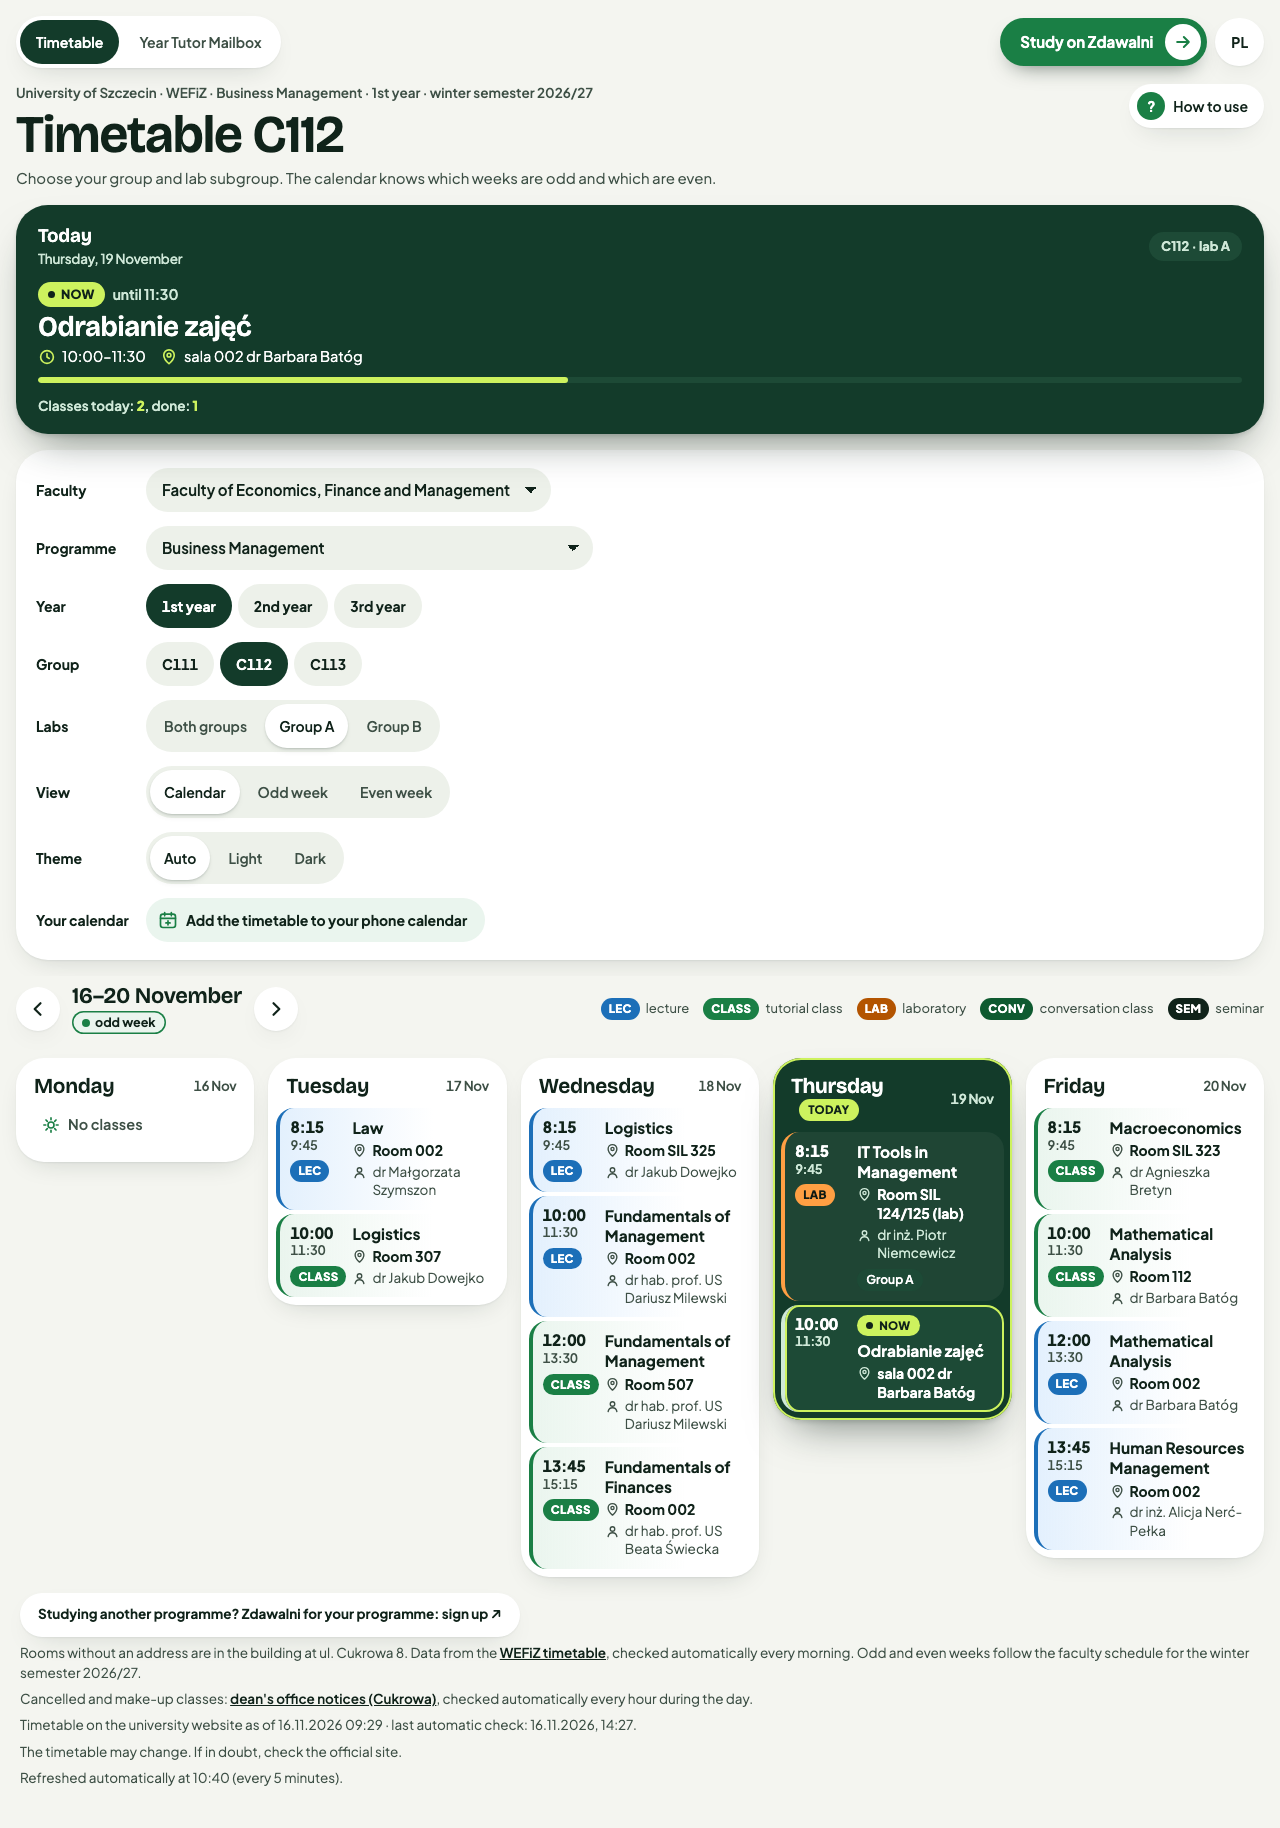 Timetable
Year Tutor Mailbox
Study on Zdawalni
PL
University of Szczecin · WEFiZ · Business Management · 1st year · winter semester 2026/27
Timetable C112
? How to use
Choose your group and lab subgroup. The calendar knows which weeks are odd and which are even.
Today
Thursday, 19 November
C112 · lab A
NOW until 11:30
Odrabianie zajęć
10:00–11:30 sala 002 dr Barbara Batóg
Classes today: 2, done: 1
Faculty Faculty of Economics, Finance and Management
Programme Business Management
Year 1st year 2nd year 3rd year
Group C111 C112 C113
Labs Both groups Group A Group B
View Calendar Odd week Even week
Theme Auto Light Dark
Your calendar Add the timetable to your phone calendar
16–20 November
odd week
LEC lecture CLASS tutorial class LAB laboratory CONV conversation class SEM seminar
Monday 16 Nov
No classes
Tuesday 17 Nov
8:15 Law
9:45 Room 002
LEC dr Małgorzata
Szymszon
10:00 Logistics
11:30 Room 307
CLASS dr Jakub Dowejko
Wednesday 18 Nov
8:15 Logistics
9:45 Room SIL 325
LEC dr Jakub Dowejko
10:00 Fundamentals of
11:30 Management
LEC Room 002
dr hab. prof. US
Dariusz Milewski
12:00 Fundamentals of
13:30 Management
CLASS Room 507
dr hab. prof. US
Dariusz Milewski
13:45 Fundamentals of
15:15 Finances
CLASS Room 002
dr hab. prof. US
Beata Świecka
Thursday 19 Nov
TODAY
8:15 IT Tools in
9:45 Management
LAB Room SIL
124/125 (lab)
dr inż. Piotr
Niemcewicz
Group A
10:00 NOW
11:30 Odrabianie zajęć
sala 002 dr
Barbara Batóg
Friday 20 Nov
8:15 Macroeconomics
9:45 Room SIL 323
CLASS dr Agnieszka
Bretyn
10:00 Mathematical
11:30 Analysis
CLASS Room 112
dr Barbara Batóg
12:00 Mathematical
13:30 Analysis
LEC Room 002
dr Barbara Batóg
13:45 Human Resources
15:15 Management
LEC Room 002
dr inż. Alicja Nerć-
Pełka
Studying another programme? Zdawalni for your programme: sign up ↗
Rooms without an address are in the building at ul. Cukrowa 8. Data from the WEFiZ timetable, checked automatically every morning. Odd and even weeks follow the faculty schedule for the winter
semester 2026/27.
Cancelled and make-up classes: dean's office notices (Cukrowa), checked automatically every hour during the day.
Timetable on the university website as of 16.11.2026 09:29 · last automatic check: 16.11.2026, 14:27.
The timetable may change. If in doubt, check the official site.
Refreshed automatically at 10:40 (every 5 minutes).